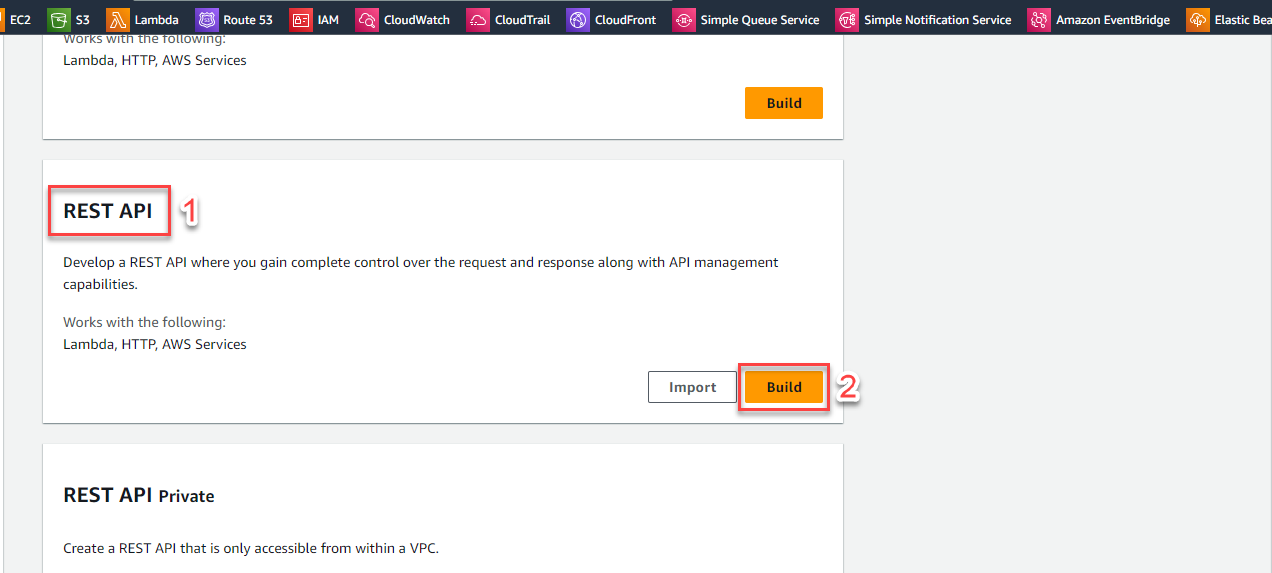 EC2 S3 Lambda Route 53 IAM CloudWatch CloudTrail CloudFront Simple Queue Service Simple Notification Service Amazon EventBridge Elastic Bea
Works with the following:
Lambda, HTTP, AWS Services
Build
REST API 1
Develop a REST API where you gain complete control over the request and response along with API management
capabilities.
Works with the following:
Lambda, HTTP, AWS Services
Import Build 2
REST API Private
Create a REST API that is only accessible from within a VPC.